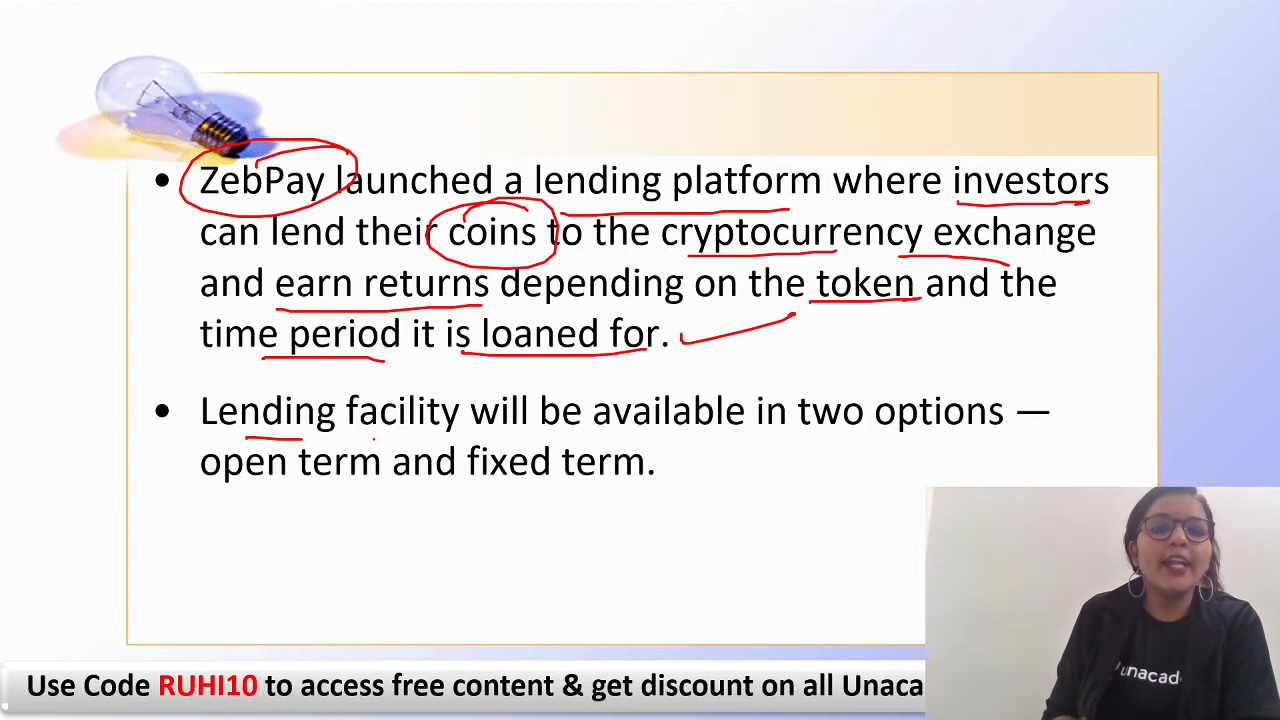 • ZebPay launched a lending platform where investors
can lend their coins to the cryptocurrency exchange
and earn returns depending on the token and the
time period it is loaned for.
• Lending facility will be available in two options —
open term and fixed term.
unacad
Use Code RUHI10 to access free content & get discount on all Unaca